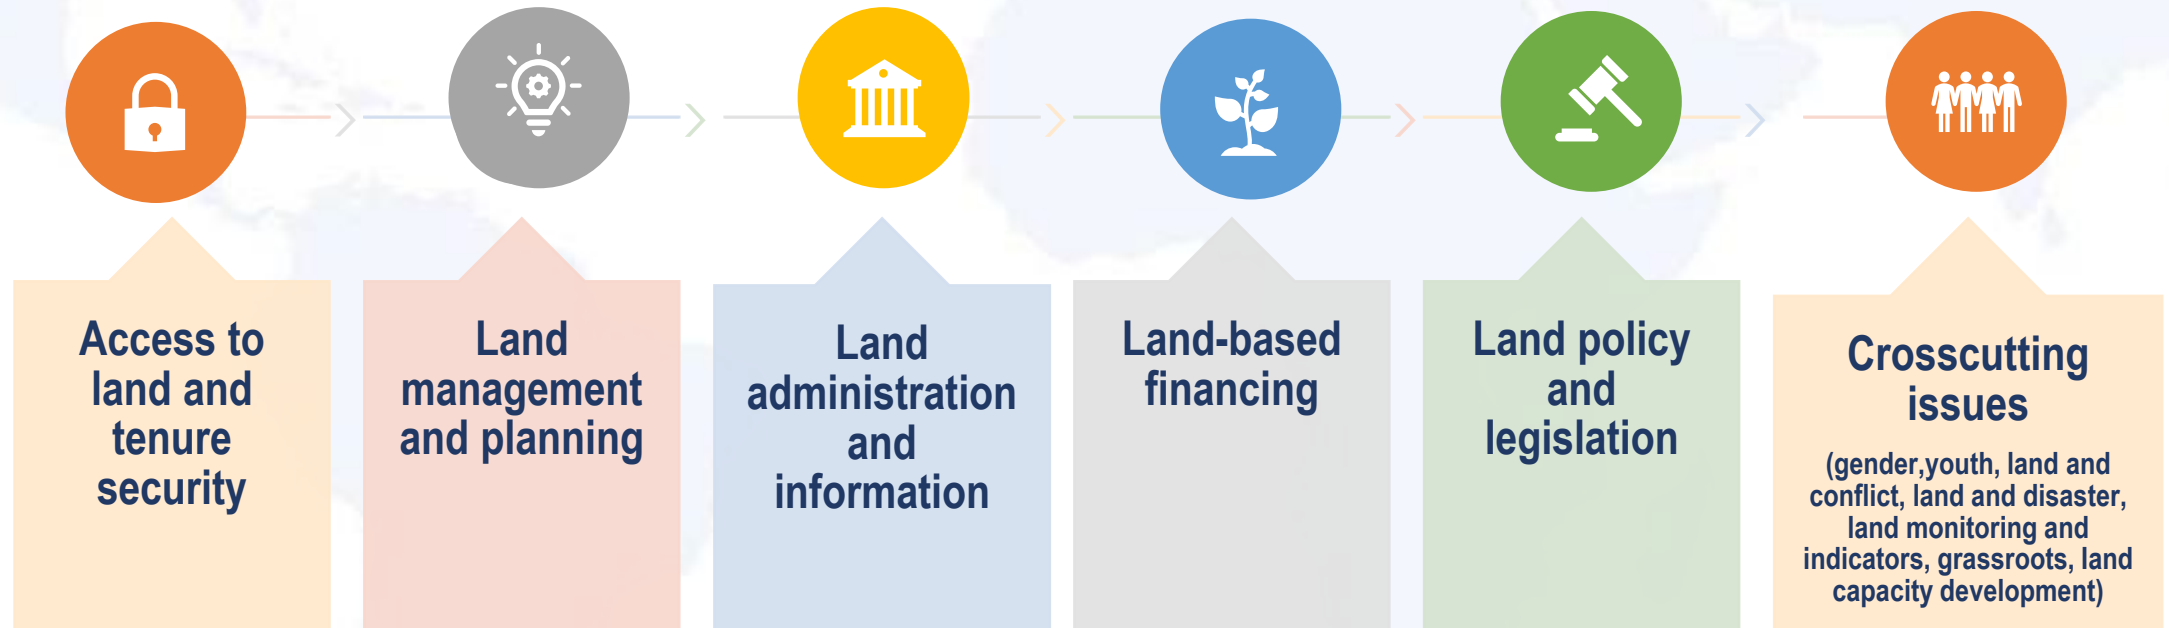 Access to
land and
tenure
security
Land
management
and planning
Land
administration
and
information
Land-based
financing
Land policy
and
legislation
Crosscutting
issues
(gender,youth, land and
conflict, land and disaster,
land monitoring and
indicators, grassroots, land
capacity development)